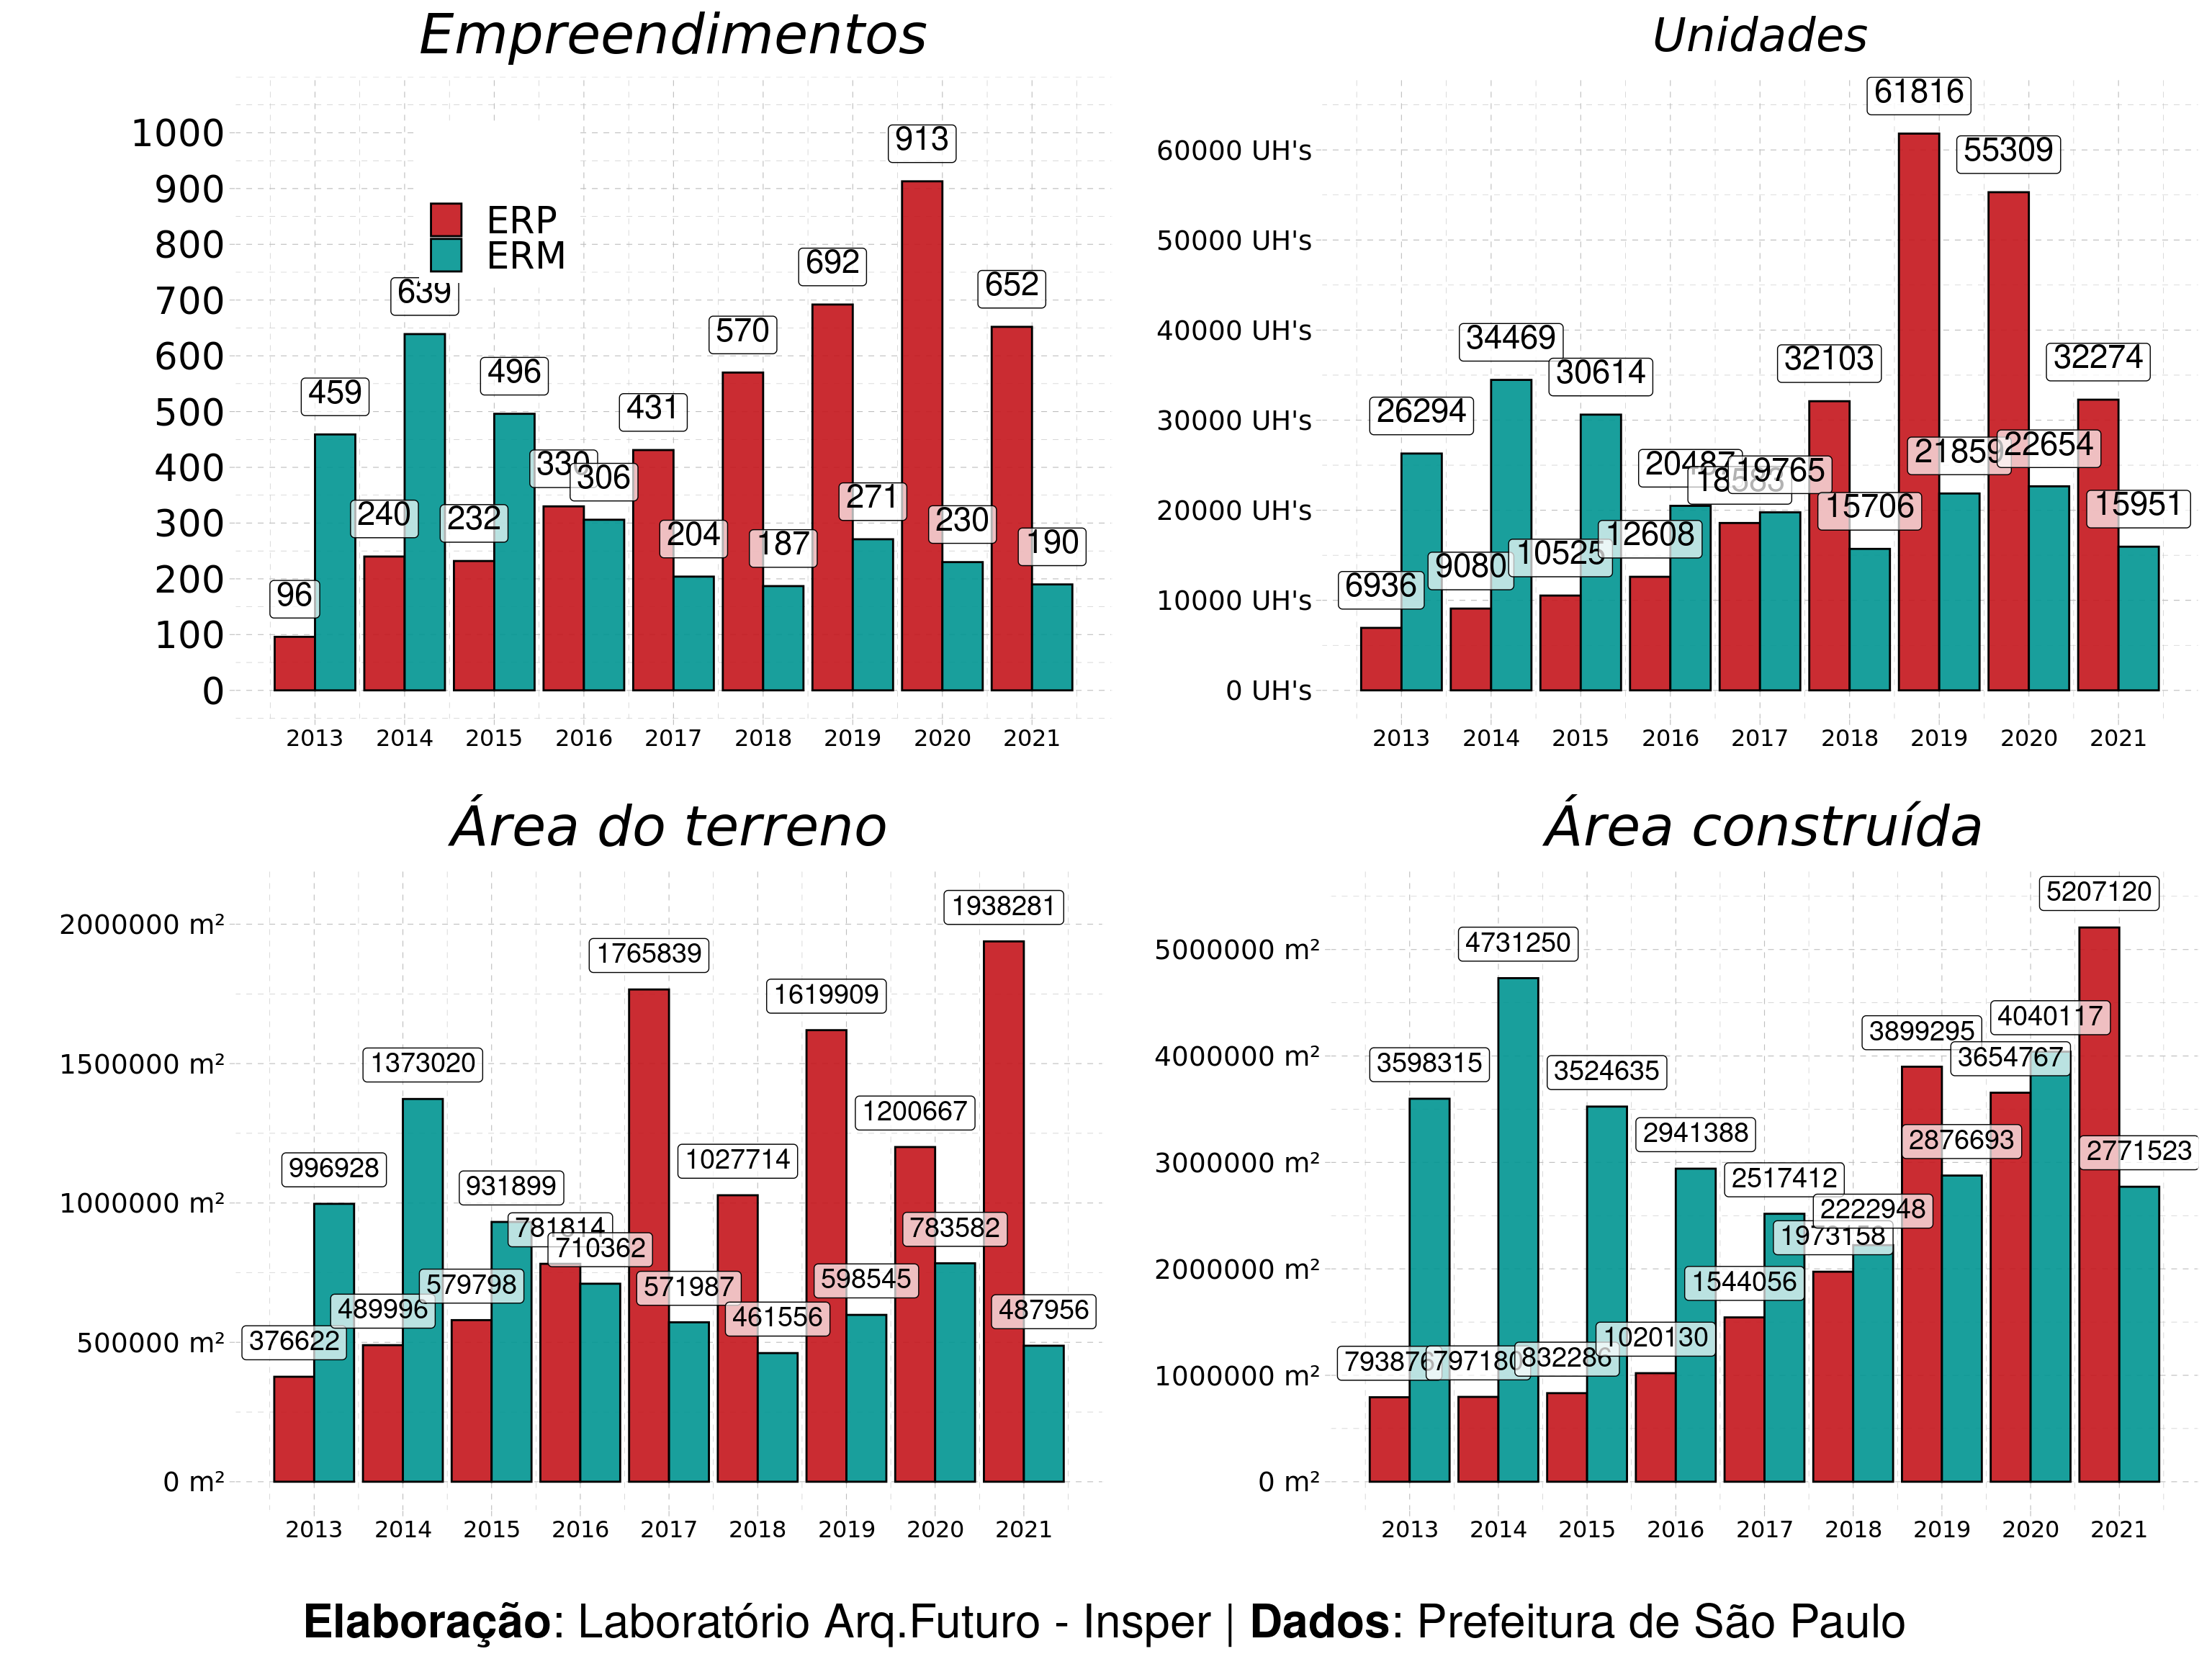 Empreendimentos
1000
900
800
700
600
500
400
300
200
100
0
ERP
ERM
96
459
240
639
232
496
330
306
431
204
570
187
692
271
913
230
652
190
2013 2014 2015 2016 2017 2018 2019 2020 2021
Unidades
60000 UH's
50000 UH's
40000 UH's
30000 UH's
20000 UH's
10000 UH's
0 UH's
6936
26294
9080
34469
10525
30614
12608
20487
18583
19765
32103
15706
61816
21859
55309
22654
32274
15951
2013 2014 2015 2016 2017 2018 2019 2020 2021
Área do terreno
2000000 m²
1500000 m²
1000000 m²
500000 m²
0 m²
376622
996928
489996
1373020
579798
931899
781814
710362
1765839
571987
1027714
461556
1619909
598545
1200667
783582
1938281
487956
2013 2014 2015 2016 2017 2018 2019 2020 2021
Área construída
5000000 m²
4000000 m²
3000000 m²
2000000 m²
1000000 m²
0 m²
793876
3598315
797180
4731250
832286
3524635
1020130
2941388
1544056
2517412
1973158
2222948
3899295
2876693
3654767
4040117
5207120
2771523
2013 2014 2015 2016 2017 2018 2019 2020 2021
Elaboração: Laboratório Arq.Futuro - Insper | Dados: Prefeitura de São Paulo